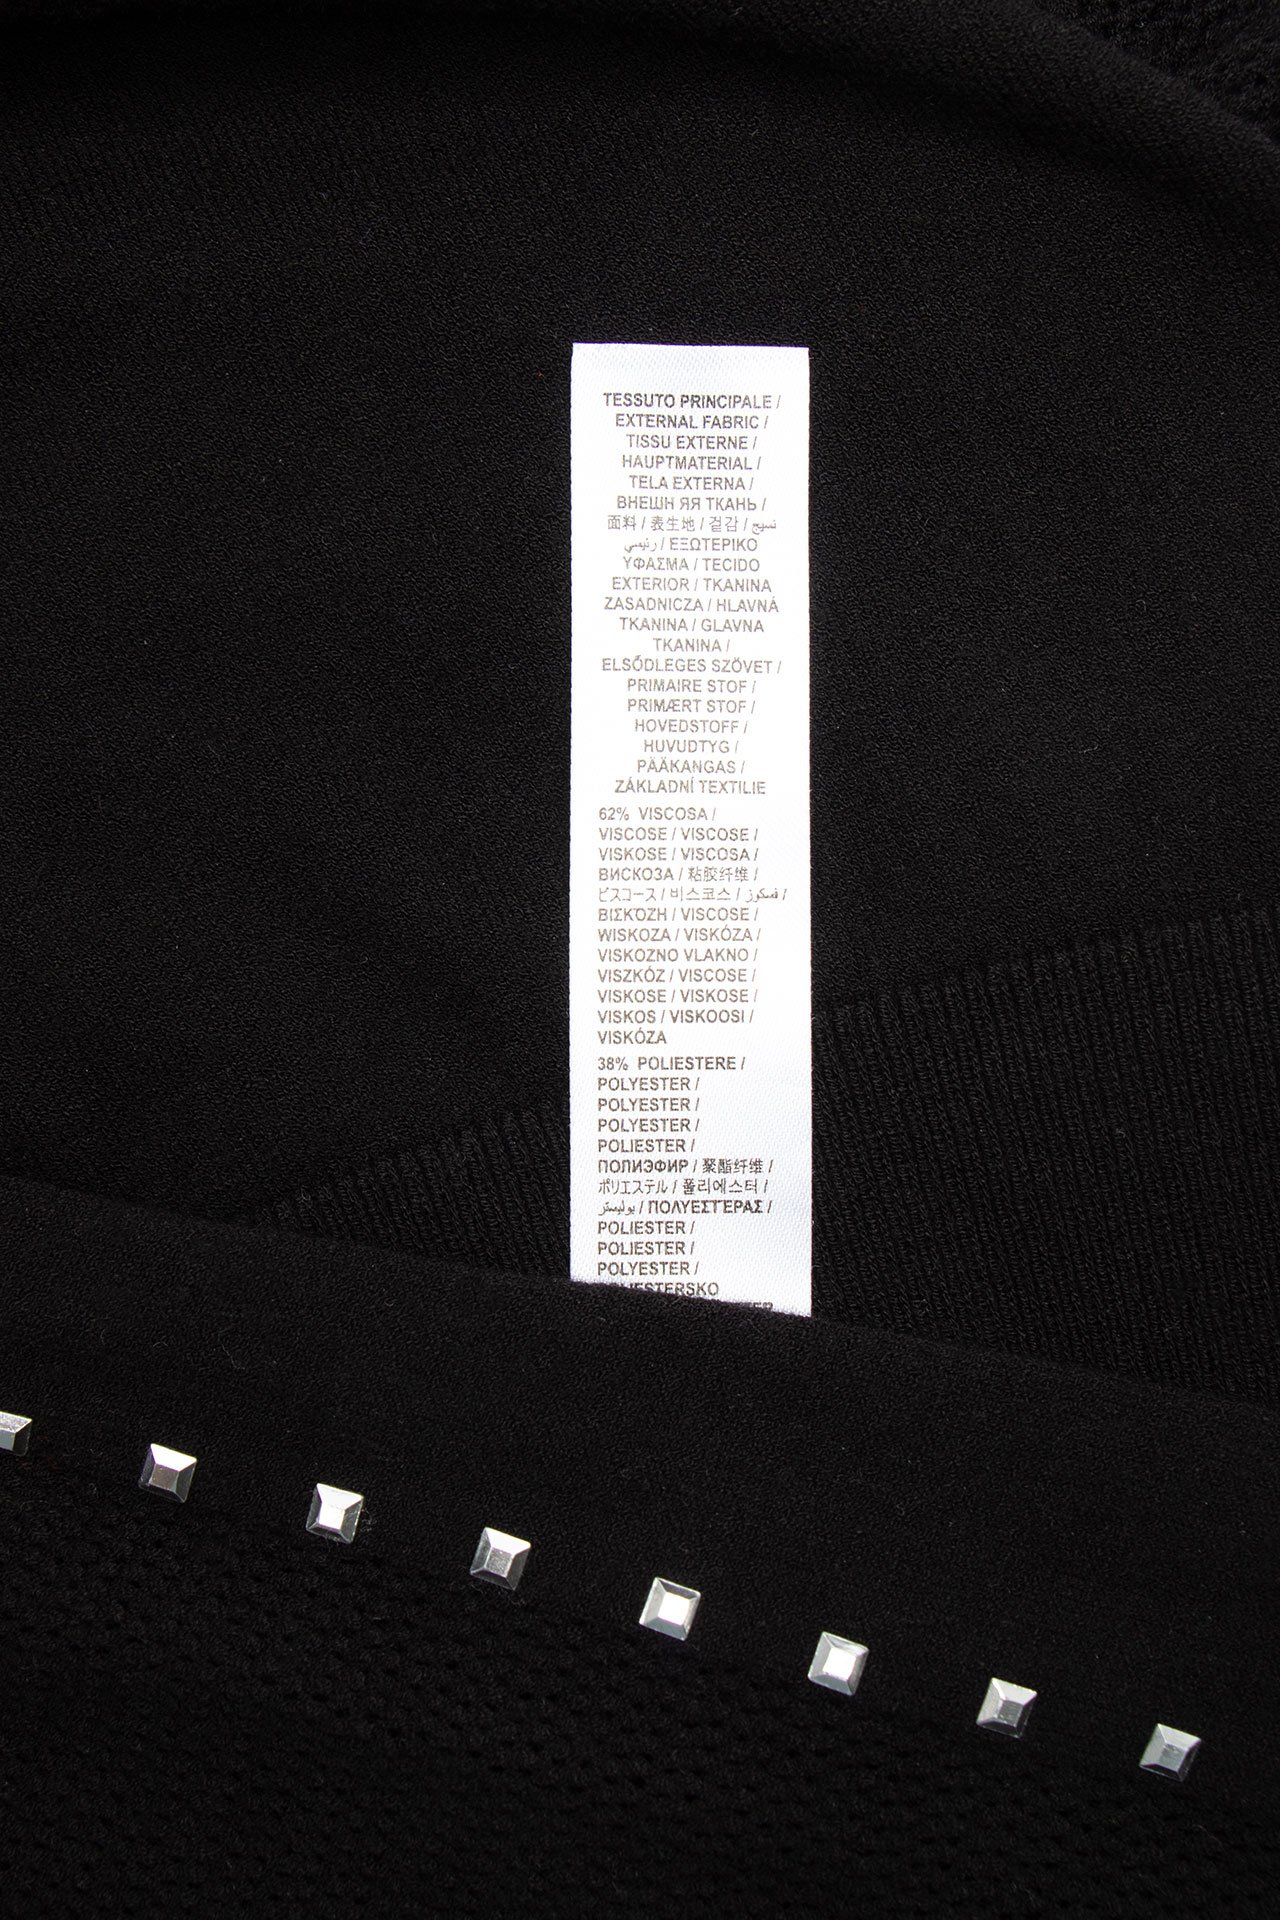 TESSUTO PRINCIPALE /
EXTERNAL FABRIC /
TISSU EXTERNE /
HAUPTMATERIAL /
TELA EXTERNA /
ВНЕШН ЯЯ ТКАНЬ /
面料 / 表生地 / 겉감 / نسيج
رئيسي / ΕΞΩΤΕΡΙΚΟ
ΥΦΑΣΜΑ / TECIDO
EXTERIOR / TKANINA
ZASADNICZA / HLAVNÁ
TKANINA / GLAVNA
TKANINA /
ELSŐDLEGES SZÖVET /
PRIMAIRE STOF /
PRIMÆRT STOF /
HOVEDSTOFF /
HUVUDTYG /
PÄÄKANGAS /
ZÁKLADNÍ TEXTILIE
62% VISCOSA /
VISCOSE / VISCOSE /
VISKOSE / VISCOSA /
ВИСКОЗА / 粘胶纤维 /
ビスコース / 비스코스 / فسكوز /
ΒΙΣΚΌΖΗ / VISCOSE /
WISKOZA / VISKÓZA /
VISKOZNO VLAKNO /
VISZKÓZ / VISCOSE /
VISKOSE / VISKOSE /
VISKOS / VISKOOSI /
VISKÓZA
38% POLIESTERE /
POLYESTER /
POLYESTER /
POLYESTER /
POLIESTER /
ПОЛИЭФИР / 聚酯纤维 /
ポリエステル / 폴리에스터 /
بوليستر / ΠΟΛΥΕΣΤΈΡΑΣ /
POLIESTER /
POLIESTER /
POLYESTER /
POLIESTERSKO